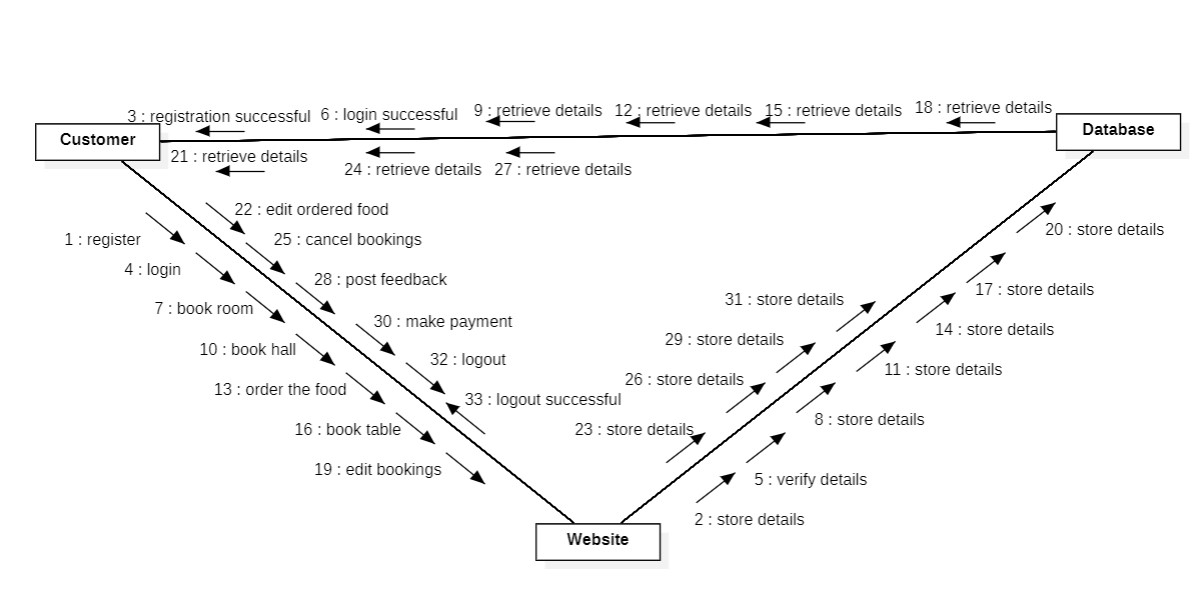 3 : registration successful
6 : login successful
9 : retrieve details
12 : retrieve details
15 : retrieve details
18 : retrieve details
Customer
Database
21 : retrieve details
24 : retrieve details
27 : retrieve details
22 : edit ordered food
1 : register
25 : cancel bookings
4 : login
28 : post feedback
7 : book room
30 : make payment
10 : book hall
32 : logout
13 : order the food
33 : logout successful
16 : book table
19 : edit bookings
20 : store details
17 : store details
31 : store details
14 : store details
29 : store details
11 : store details
26 : store details
8 : store details
23 : store details
5 : verify details
2 : store details
Website